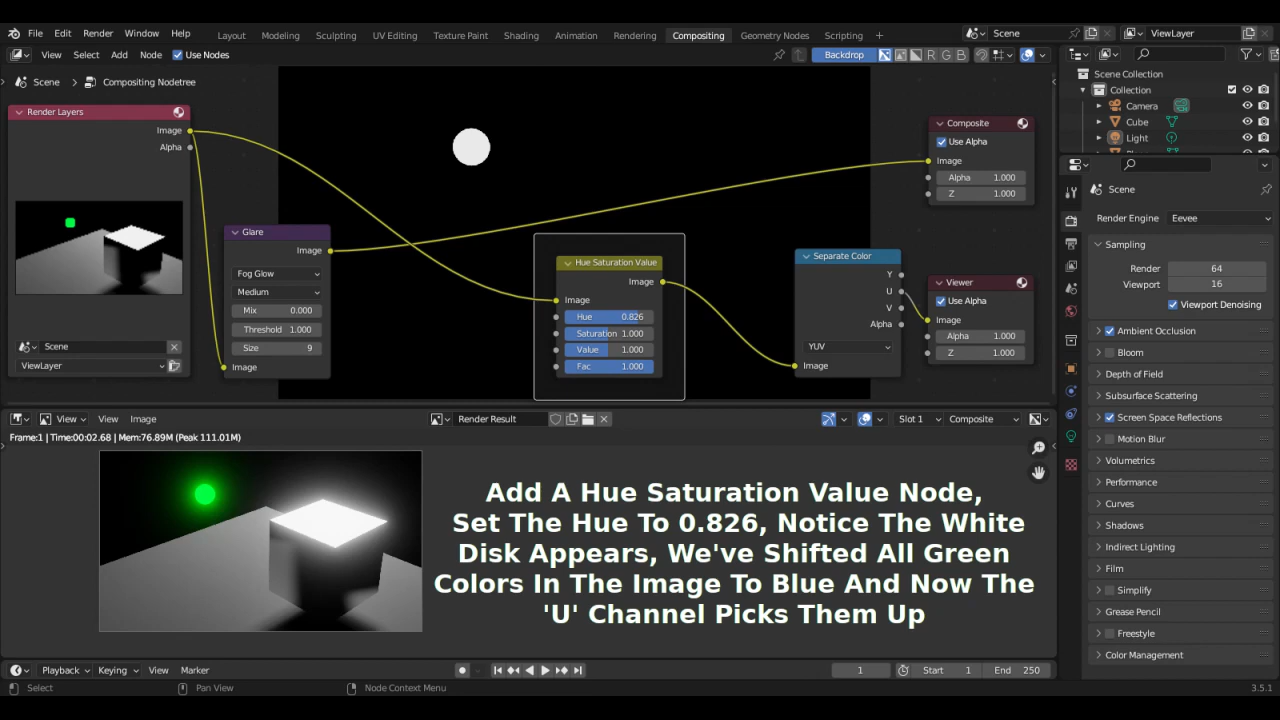 File Edit Render Window Help Layout Modeling Sculpting UV Editing Texture Paint Shading Animation Rendering Compositing Geometry Nodes Scripting Scene ViewLayer
View Select Add Node Use Nodes Backdrop R G B
Scene > Compositing Nodetree
Render Layers
Image
Alpha
Scene
ViewLayer
Glare
Image
Fog Glow
Medium
Mix 0.000
Threshold 1.000
Size 9
Image
Hue Saturation Value
Image
Image
Hue 0.826
Saturation 1.000
Value 1.000
Fac 1.000
Separate Color
Y
U
V
Alpha
YUV
Image
Composite
Use Alpha
Image
Alpha 1.000
Z 1.000
Viewer
Use Alpha
Image
Alpha 1.000
Z 1.000
Scene Collection
Collection
Camera
Cube
Light
Scene
Render Engine Eevee
Sampling
Render 64
Viewport 16
Viewport Denoising
Ambient Occlusion
Bloom
Depth of Field
Subsurface Scattering
Screen Space Reflections
Motion Blur
Volumetrics
Performance
Curves
Shadows
Indirect Lighting
Film
Simplify
Grease Pencil
Freestyle
Color Management
View View Image Render Result Slot 1 Composite
Frame:1 | Time:00:02.68 | Mem:76.89M (Peak 111.01M)
Add A Hue Saturation Value Node,
Set The Hue To 0.826, Notice The White
Disk Appears, We've Shifted All Green
Colors In The Image To Blue And Now The
'U' Channel Picks Them Up
Playback Keying View Marker 1 Start 1 End 250
Select Pan View Node Context Menu 3.5.1